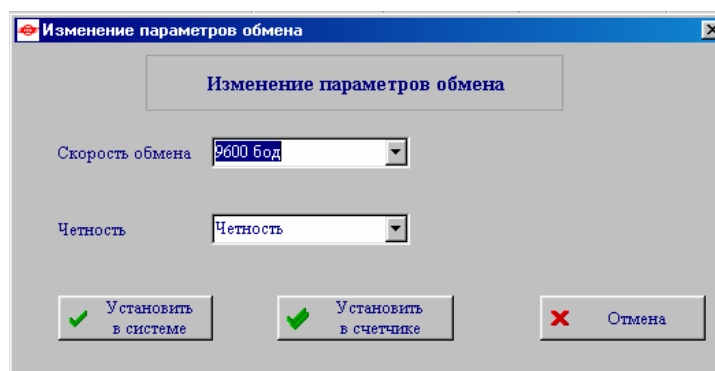 Изменение параметров обмена
Изменение параметров обмена
Скорость обмена 9600 бод
Четность Четность
Установить
в системе
Установить
в счетчике
Отмена